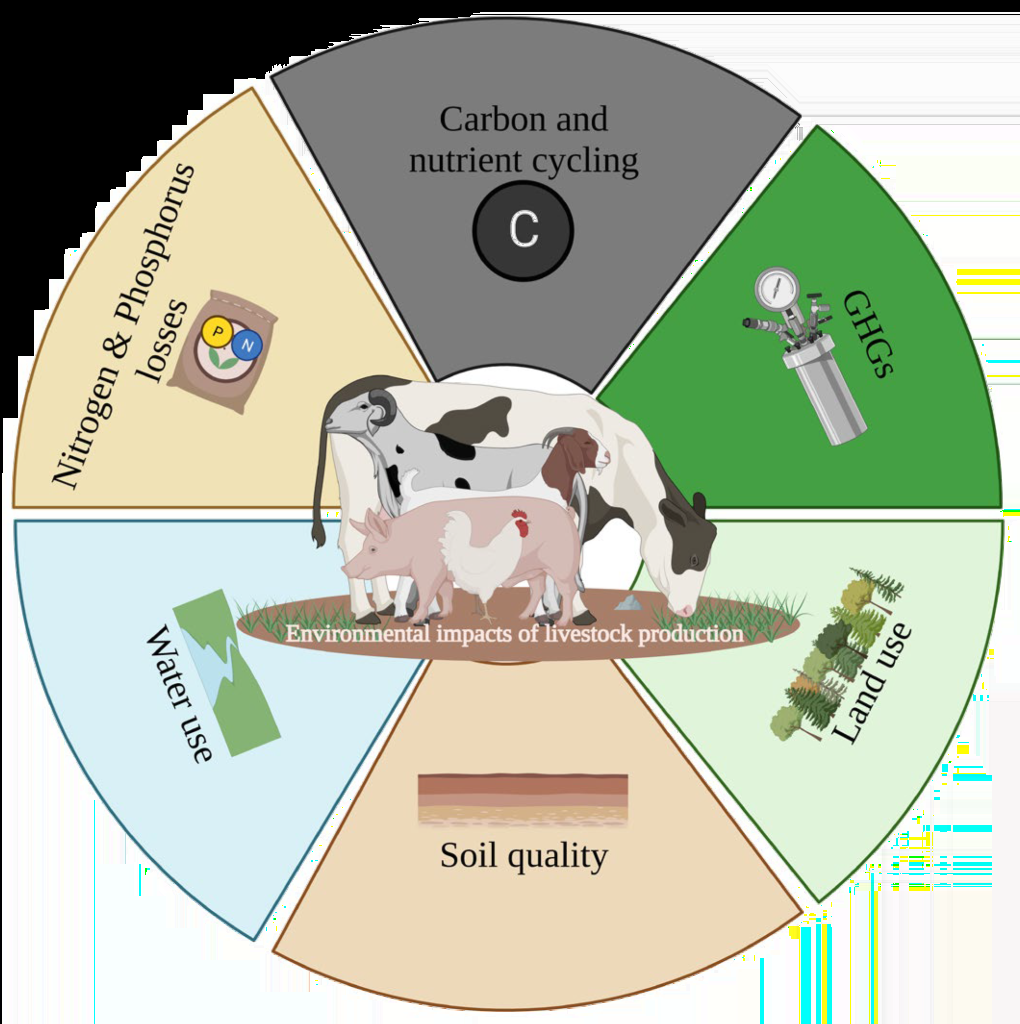 Carbon and
nutrient cycling
C
GHGs
Nitrogen & Phosphorus
losses
P
N
Environmental impacts of livestock production
Water use
Land use
Soil quality